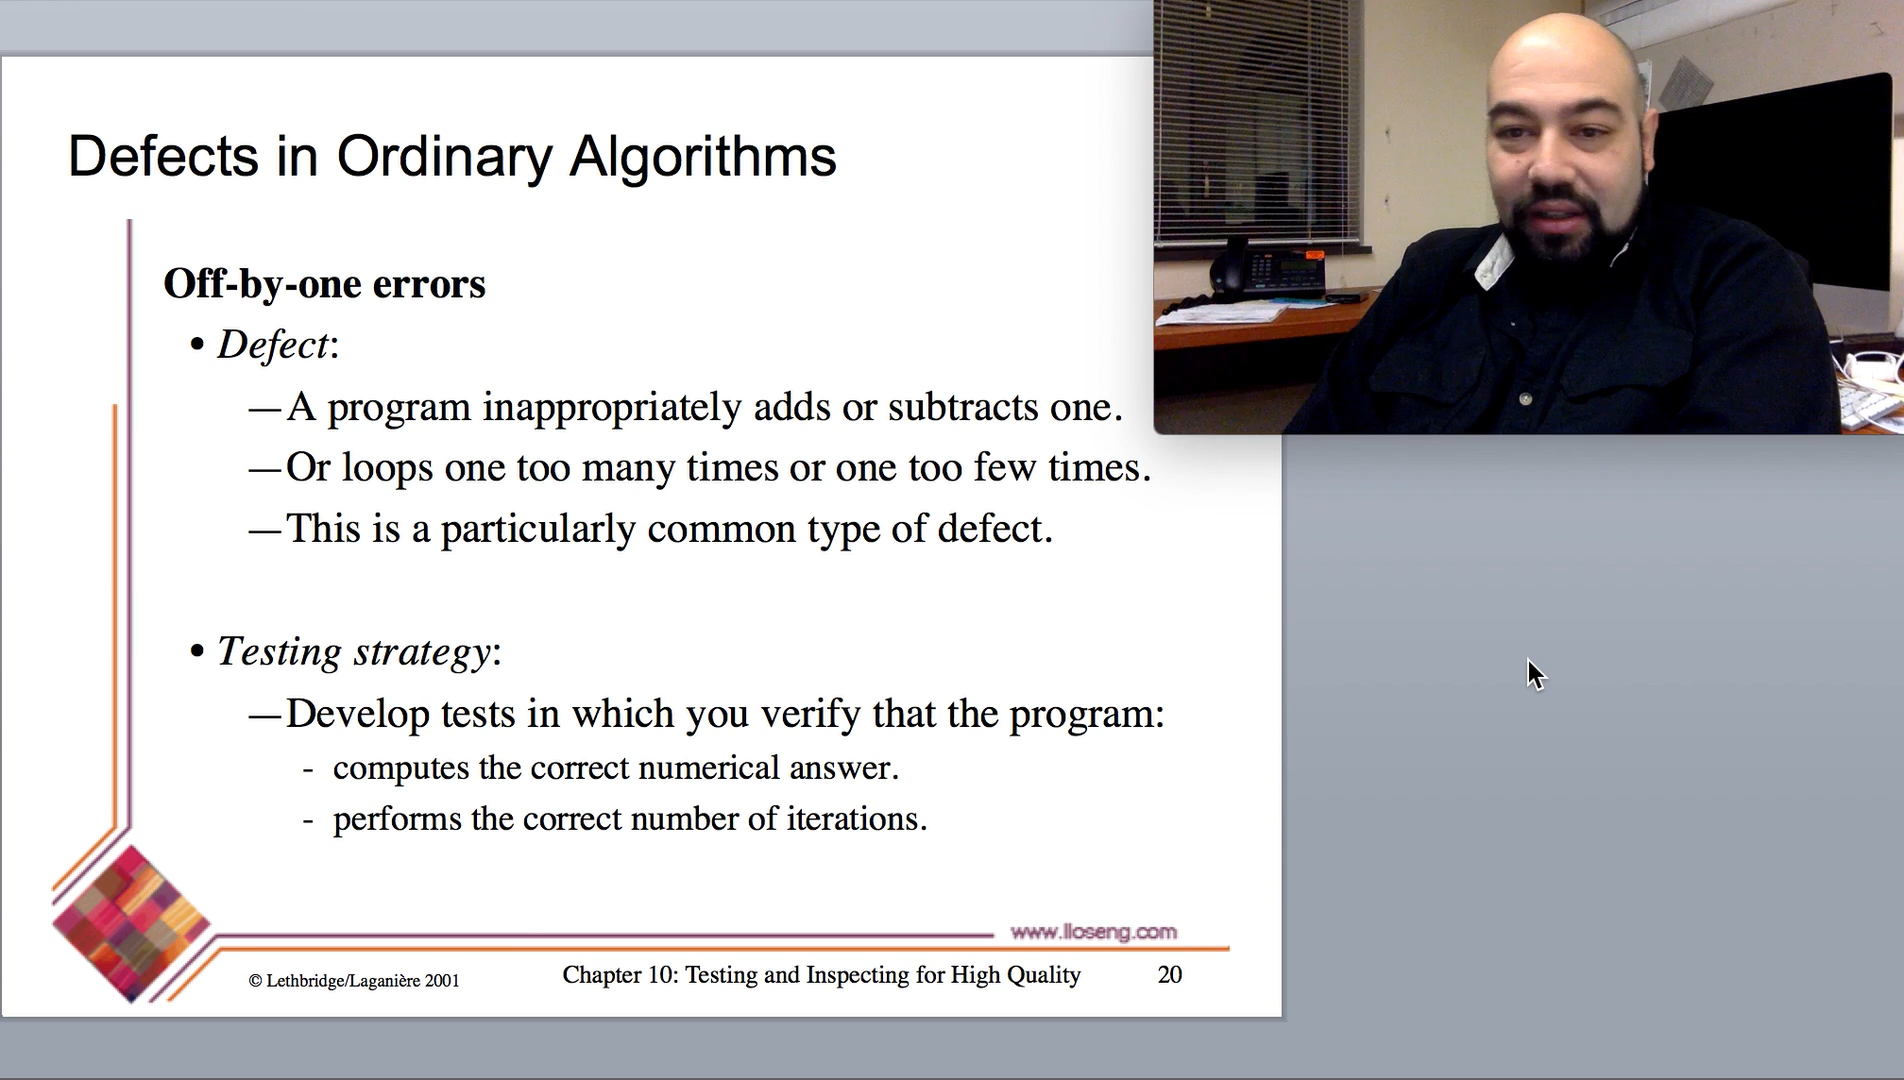 Defects in Ordinary Algorithms
Off-by-one errors
• Defect:
—A program inappropriately adds or subtracts one.
—Or loops one too many times or one too few times.
—This is a particularly common type of defect.
• Testing strategy:
—Develop tests in which you verify that the program:
- computes the correct numerical answer.
- performs the correct number of iterations.
www.lloseng.com
© Lethbridge/Laganière 2001
Chapter 10: Testing and Inspecting for High Quality
20